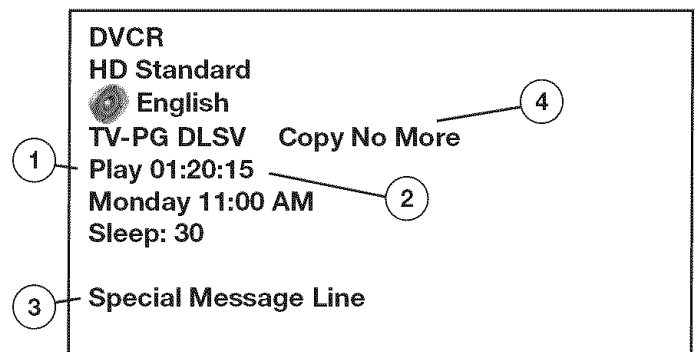 DVCR
HD Standard
English
TV-PG DLSV Copy No More
Play 01:20:15
Monday 11:00 AM
Sleep: 30
Special Message Line
1
2
3
4